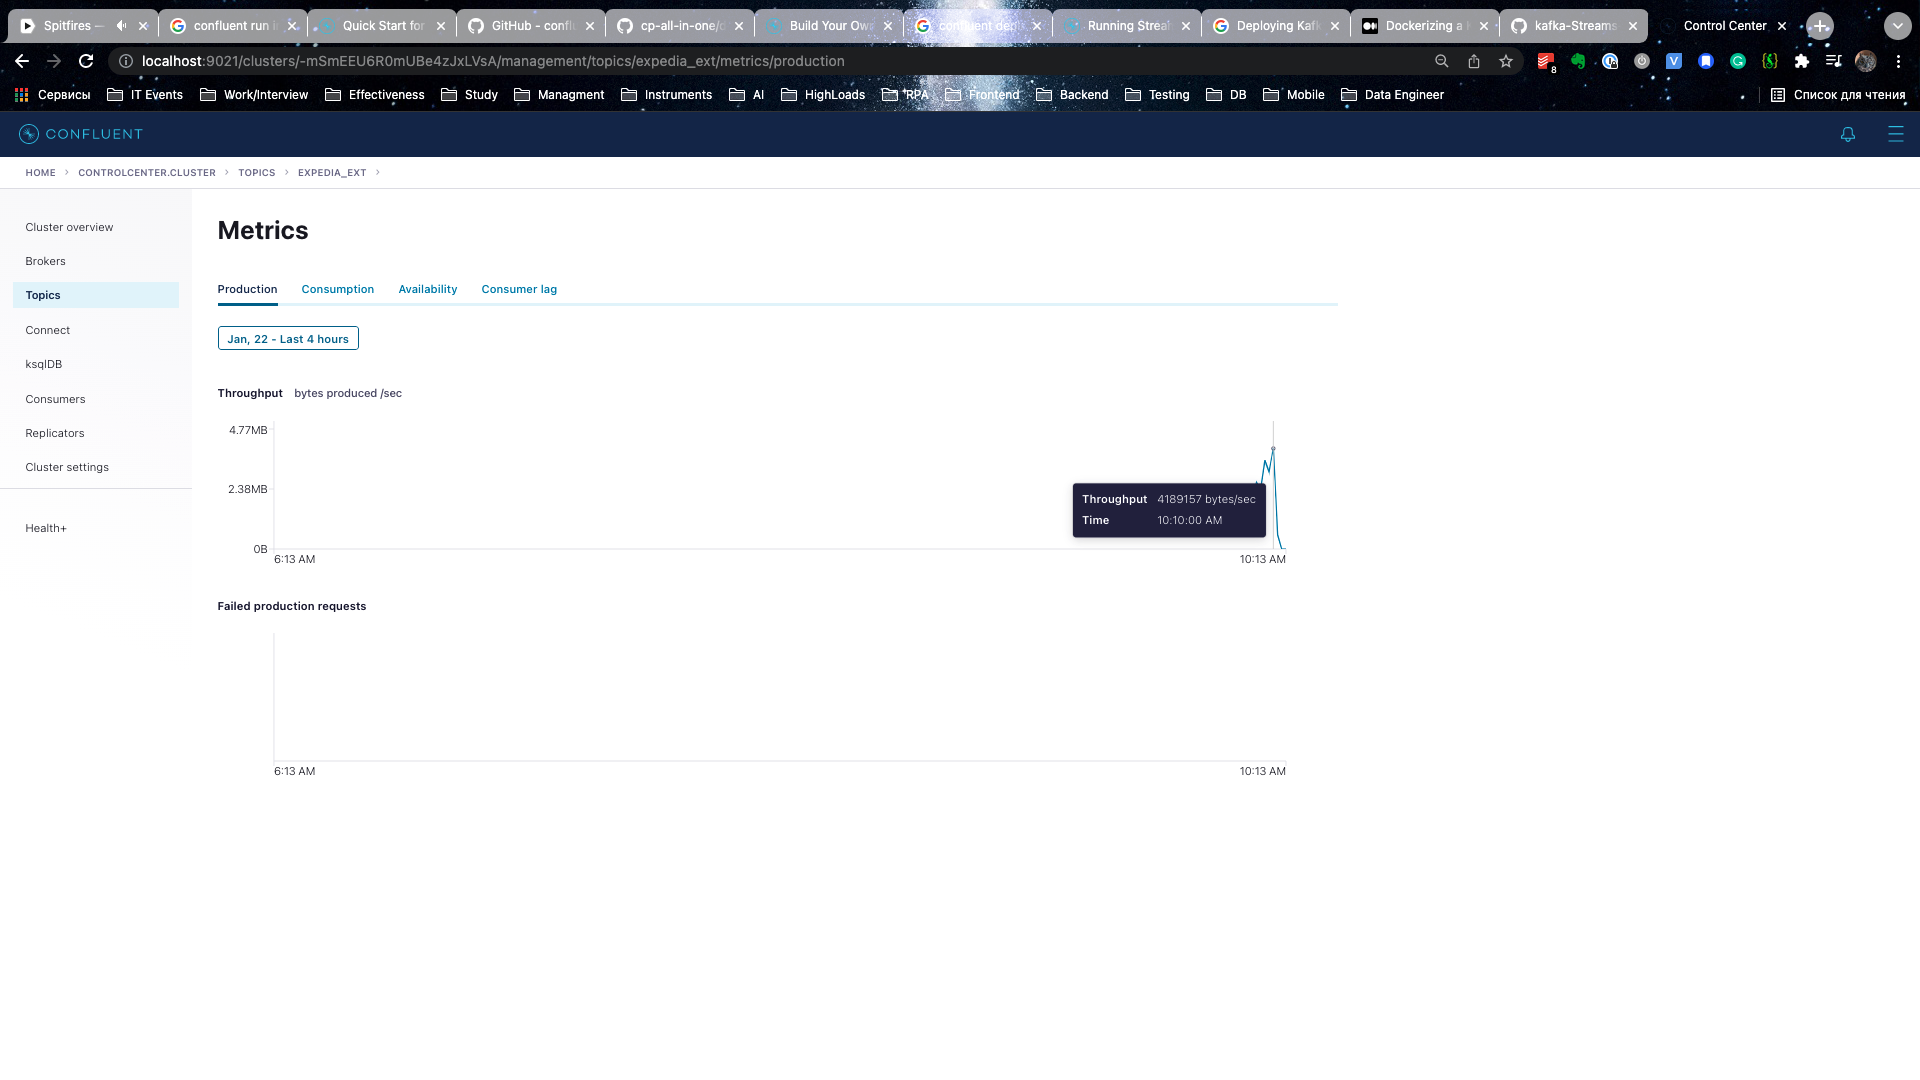 Spitfires —
confluent run i
Quick Start for
GitHub - conflu
cp-all-in-one/d
Build Your Ow
confluent depl
Running Strea
Deploying Kaf
Dockerizing a
kafka-Streams
Control Center
localhost:9021/clusters/-mSmEEU6R0mUBe4zJxLVsA/management/topics/expedia_ext/metrics/production
8
Сервисы
IT Events
Work/Interview
Effectiveness
Study
Managment
Instruments
AI
HighLoads
RPA
Frontend
Backend
Testing
DB
Mobile
Data Engineer
Список для чтения
CONFLUENT
HOME > CONTROLCENTER.CLUSTER > TOPICS > EXPEDIA_EXT >
Cluster overview
Brokers
Topics
Connect
ksqlDB
Consumers
Replicators
Cluster settings
Health+
Metrics
Production Consumption Availability Consumer lag
Jan, 22 - Last 4 hours
Throughput bytes produced /sec
4.77MB
2.38MB
0B
Throughput 4189157 bytes/sec
Time 10:10:00 AM
6:13 AM 10:13 AM
Failed production requests
6:13 AM 10:13 AM